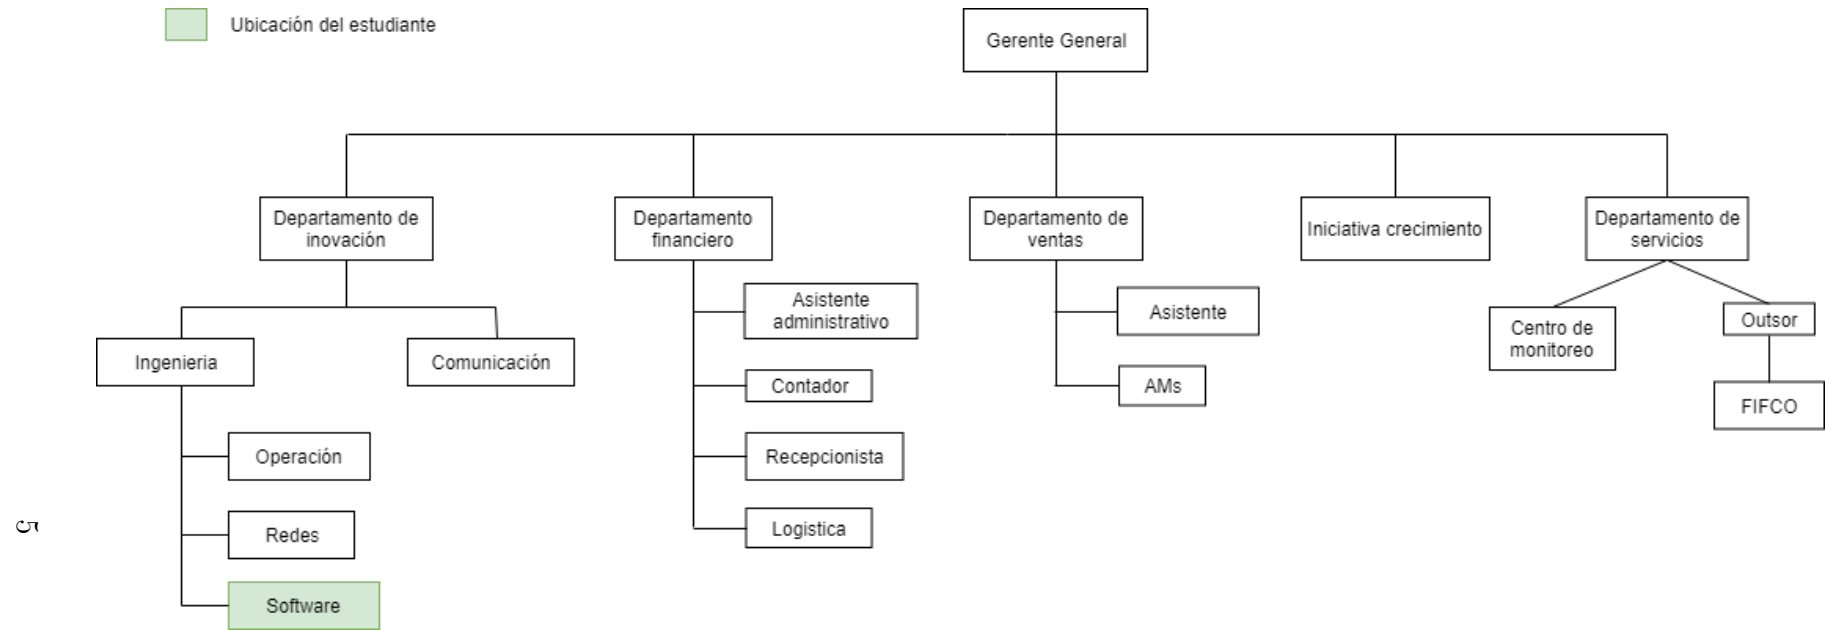 Ubicación del estudiante
Gerente General
Departamento de
inovación
Departamento
financiero
Departamento de
ventas
Iniciativa crecimiento
Departamento de
servicios
Ingenieria
Comunicación
Operación
Redes
Software
Asistente
administrativo
Contador
Recepcionista
Logistica
Asistente
AMs
Centro de
monitoreo
Outsor
FIFCO
5